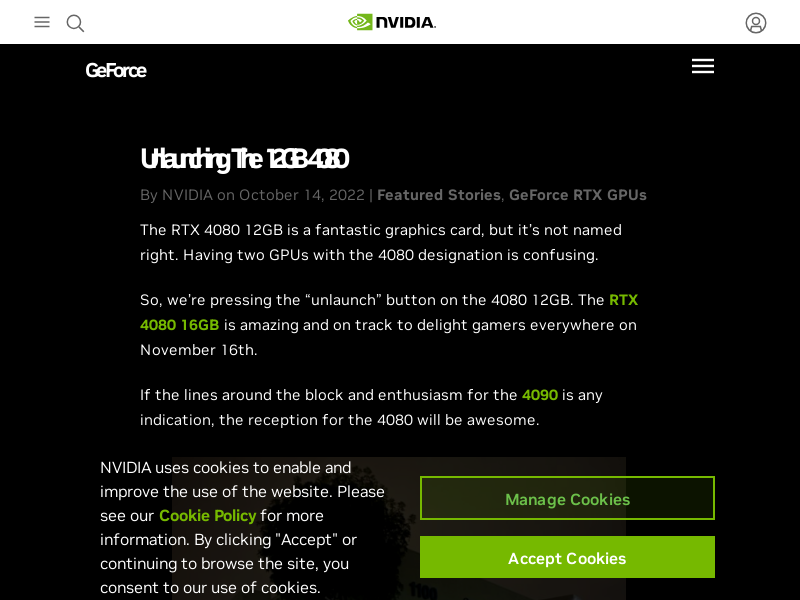 NVIDIA.
GeForce
Unlaunching The 12GB 4080
By NVIDIA on October 14, 2022 | Featured Stories, GeForce RTX GPUs
The RTX 4080 12GB is a fantastic graphics card, but it’s not named
right. Having two GPUs with the 4080 designation is confusing.
So, we’re pressing the “unlaunch” button on the 4080 12GB. The RTX
4080 16GB is amazing and on track to delight gamers everywhere on
November 16th.
If the lines around the block and enthusiasm for the 4090 is any
indication, the reception for the 4080 will be awesome.
NVIDIA uses cookies to enable and
improve the use of the website. Please
see our Cookie Policy for more
information. By clicking "Accept" or
continuing to browse the site, you
consent to our use of cookies.
Manage Cookies
Accept Cookies